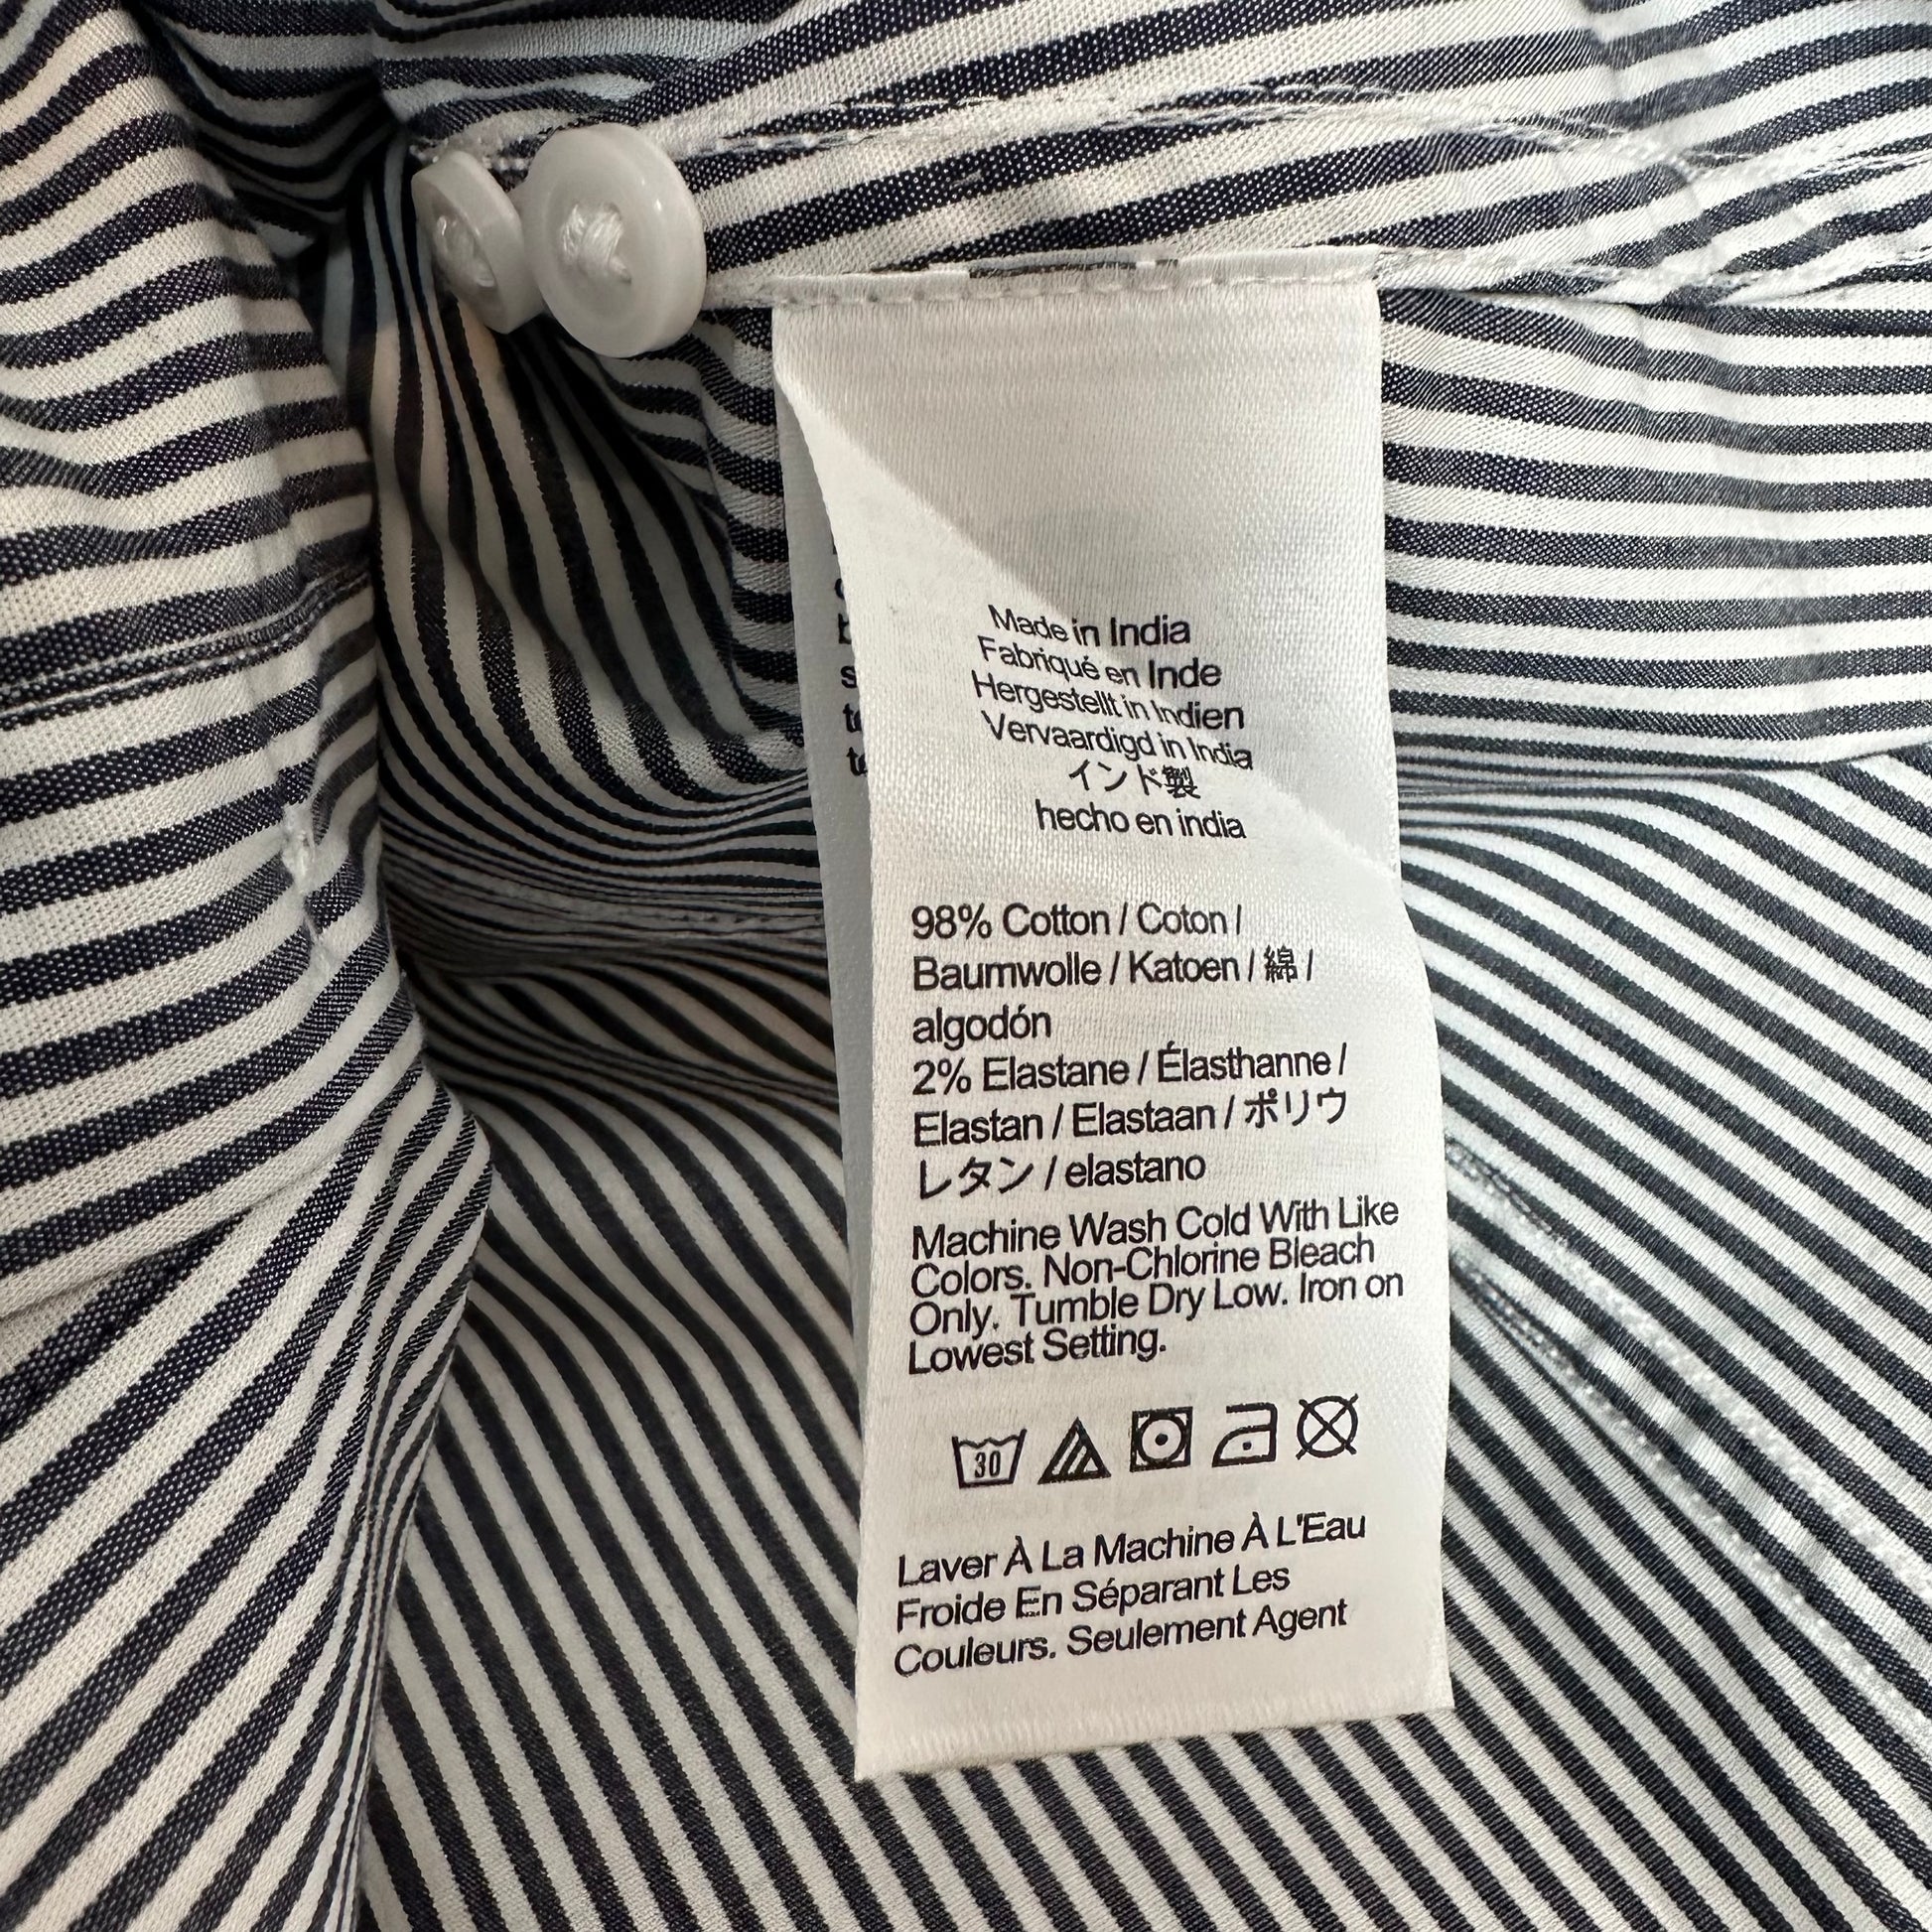 Made in India
Fabriqué en Inde
Hergestellt in Indien
Vervaardigd in India
インド製
hecho en india
98% Cotton / Coton /
Baumwolle / Katoen / 綿 /
algodón
2% Elastane / Élasthanne /
Elastan / Elastaan / ポリウ
レタン / elastano
Machine Wash Cold With Like
Colors. Non-Chlorine Bleach
Only. Tumble Dry Low. Iron on
Lowest Setting.
30
Laver À La Machine À L'Eau
Froide En Séparant Les
Couleurs. Seulement Agent